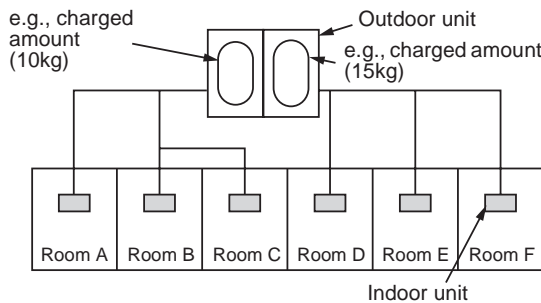 e.g., charged
amount
(10kg)
Outdoor unit
e.g., charged amount
(15kg)
Room A
Room B
Room C
Room D
Room E
Room F
Indoor unit